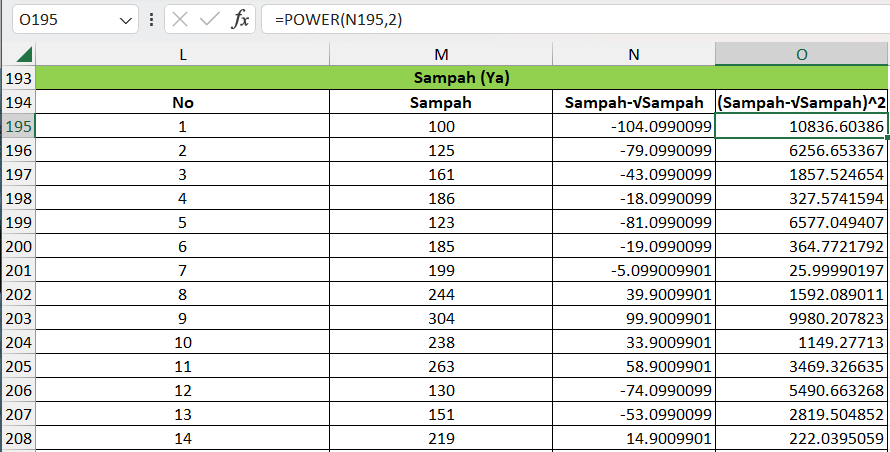 O195 fx =POWER(N195,2)
L M N O
193 Sampah (Ya)
194 No Sampah Sampah-√Sampah (Sampah-√Sampah)^2
195 1 100 -104.0990099 10836.60386
196 2 125 -79.0990099 6256.653367
197 3 161 -43.0990099 1857.524654
198 4 186 -18.0990099 327.5741594
199 5 123 -81.0990099 6577.049407
200 6 185 -19.0990099 364.7721792
201 7 199 -5.099009901 25.99990197
202 8 244 39.9009901 1592.089011
203 9 304 99.9009901 9980.207823
204 10 238 33.9009901 1149.27713
205 11 263 58.9009901 3469.326635
206 12 130 -74.0990099 5490.663268
207 13 151 -53.0990099 2819.504852
208 14 219 14.9009901 222.0395059